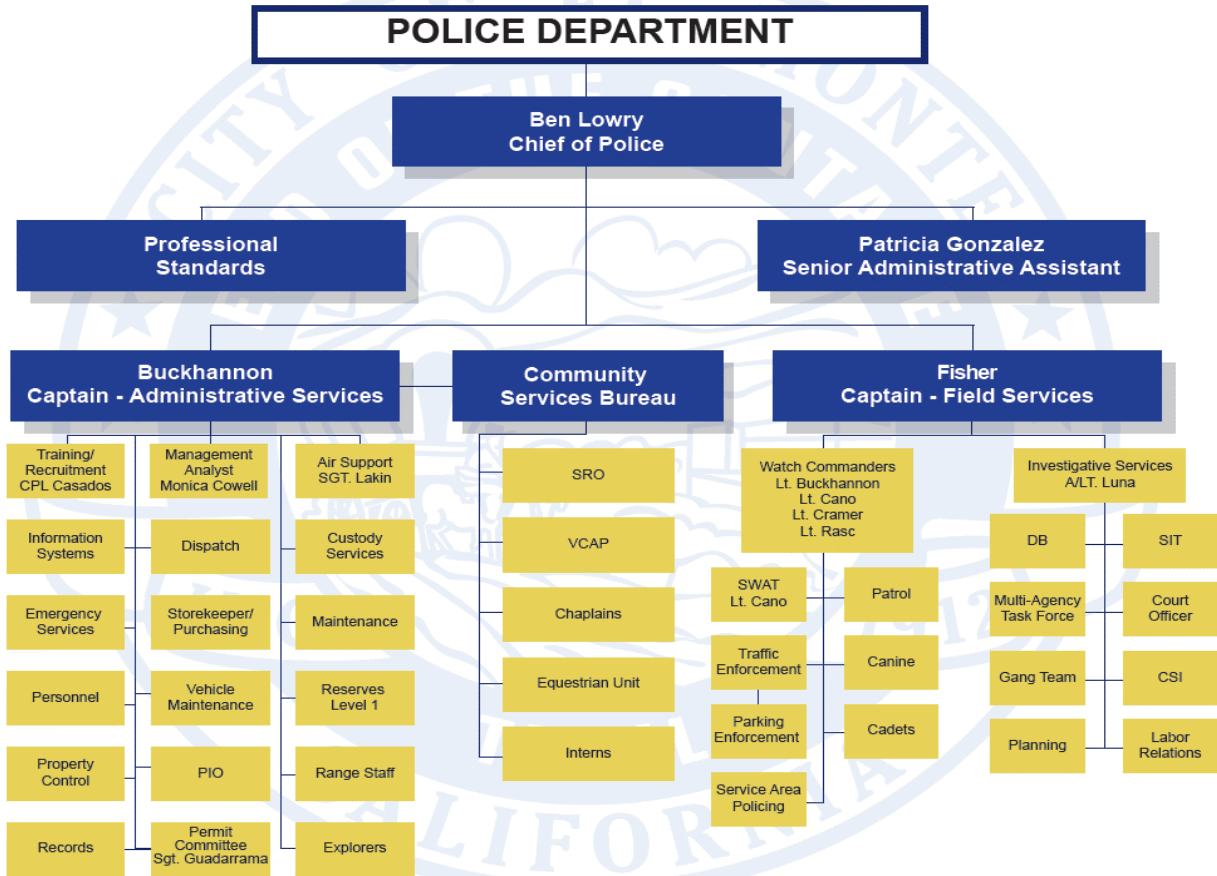 POLICE DEPARTMENT
Ben Lowry
Chief of Police
Professional
Standards
Patricia Gonzalez
Senior Administrative Assistant
Buckhannon
Captain - Administrative Services
Community
Services Bureau
Fisher
Captain - Field Services
Training/
Recruitment
CPL Casados
Management
Analyst
Monica Cowell
Air Support
SGT. Lakin
Information
Systems
Dispatch
Custody
Services
Emergency
Services
Storekeeper/
Purchasing
Maintenance
Personnel
Vehicle
Maintenance
Reserves
Level 1
Property
Control
PIO
Range Staff
Records
Permit
Committee
Sgt. Guadarrama
Explorers
SRO
VCAP
Chaplains
Equestrian Unit
Interns
Watch Commanders
Lt. Buckhannon
Lt. Cano
Lt. Cramer
Lt. Rasc
SWAT
Lt. Cano
Patrol
Traffic
Enforcement
Canine
Parking
Enforcement
Cadets
Service Area
Policing
Investigative Services
A/LT. Luna
DB
SIT
Multi-Agency
Task Force
Court
Officer
Gang Team
CSI
Planning
Labor
Relations
CITY
MONTE
CALIFORNIA
1912